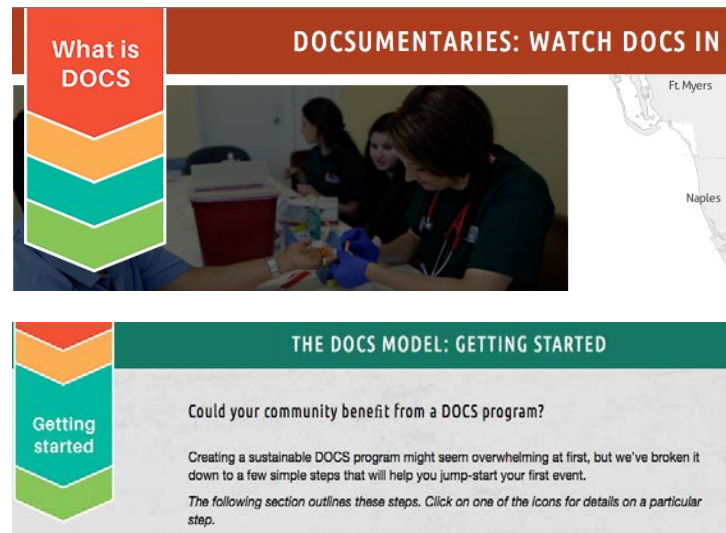 What is
DOCS
DOCSUMENTARIES: WATCH DOCS IN
Ft. Myers
Naples
THE DOCS MODEL: GETTING STARTED
Getting
started
Could your community benefit from a DOCS program?
Creating a sustainable DOCS program might seem overwhelming at first, but we've broken it
down to a few simple steps that will help you jump-start your first event.
The following section outlines these steps. Click on one of the icons for details on a particular
step.